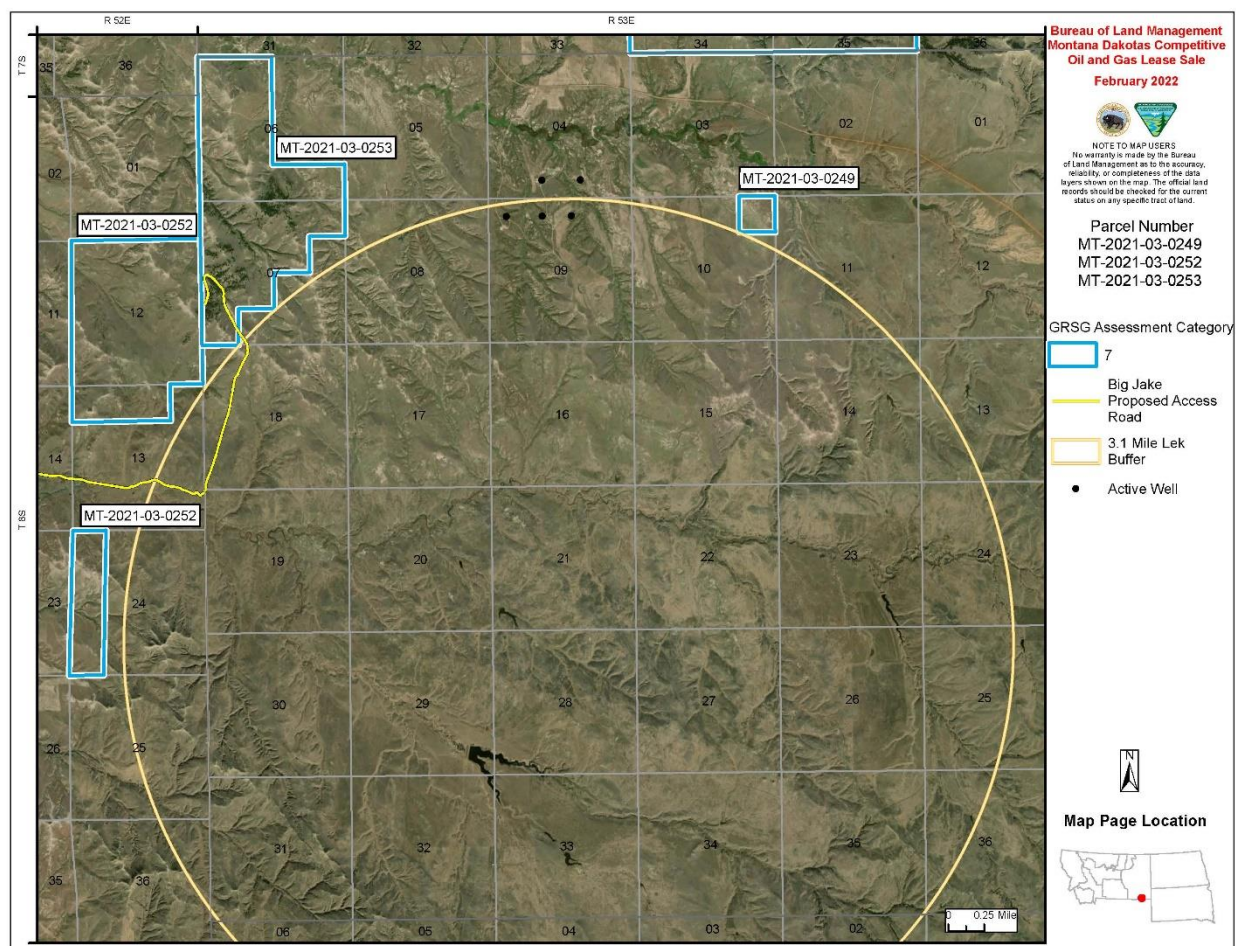 R 52E
R 53E
T 7S
T 8S
31
32
33
34
35
36
35
36
06
05
04
03
02
01
01
02
MT-2021-03-0253
MT-2021-03-0249
MT-2021-03-0252
07
08
09
10
11
12
11
12
18
17
16
15
14
13
14
13
MT-2021-03-0252
19
20
21
22
23
24
23
24
30
29
28
27
26
25
26
25
31
32
33
34
35
36
35
36
06
05
04
03
02
0 0.25 Mile
Bureau of Land Management
Montana Dakotas Competitive
Oil and Gas Lease Sale
February 2022
NOTE TO MAP USERS
No warranty is made by the Bureau
of Land Management as to the accuracy,
reliability, or completeness of the data
layers shown on the map. The official land
records should be checked for the current
status on any specific tract of land.
Parcel Number
MT-2021-03-0249
MT-2021-03-0252
MT-2021-03-0253
GRSG Assessment Category
7
Big Jake
Proposed Access
Road
3.1 Mile Lek
Buffer
Active Well
N
Map Page Location